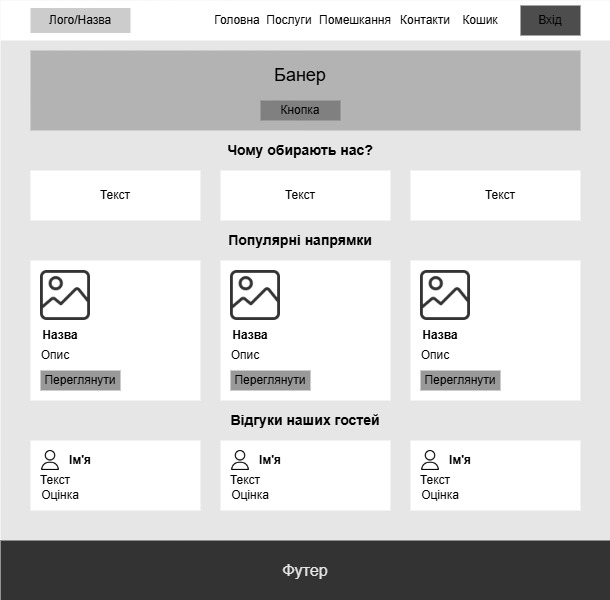 Лого/Назва Головна Послуги Помешкання Контакти Кошик Вхід
Банер
Кнопка
Чому обирають нас?
Текст Текст Текст
Популярні напрямки
Назва Назва Назва
Опис Опис Опис
Переглянути Переглянути Переглянути
Відгуки наших гостей
Ім'я Ім'я Ім'я
Текст Текст Текст
Оцінка Оцінка Оцінка
Футер